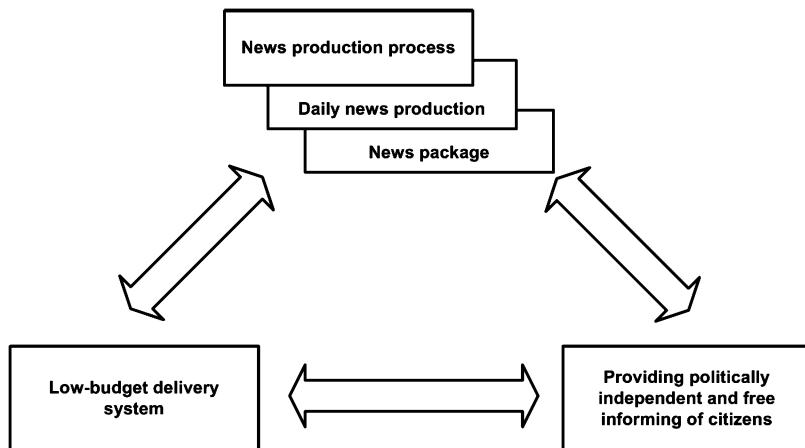 News production process
Daily news production
News package
Low-budget delivery
system
Providing politically
independent and free
informing of citizens